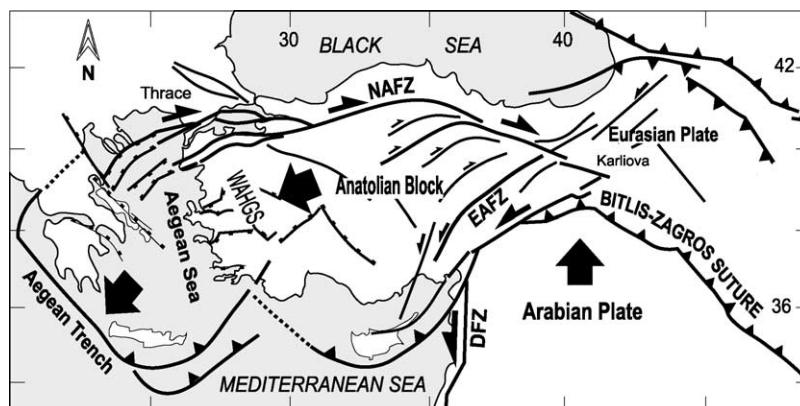 30
BLACK SEA
40
42
N
Thrace
NAFZ
Eurasian Plate
Karliova
WAHGS
Anatolian Block
Aegean Sea
EAFZ
BITLIS-ZAGROS SUTURE
Aegean Trench
Arabian Plate
36
DFZ
MEDITERRANEAN SEA